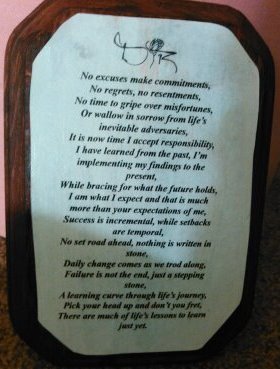 No excuses make commitments,
No regrets, no resentments,
No time to gripe over misfortunes,
Or wallow in sorrow from life's
inevitable adversaries,
It is now time I accept responsibility,
I have learned from the past, I'm
implementing my findings to the
present,
While bracing for what the future holds,
I am what I expect and that is much
more than your expectations of me,
Success is incremental, while setbacks
are temporal,
No set road ahead, nothing is written in
stone,
Daily change comes as we trod along,
Failure is not the end, just a stepping
stone,
A learning curve through life's journey,
Pick your head up and don't you fret,
There are much of life's lessons to learn
just yet.